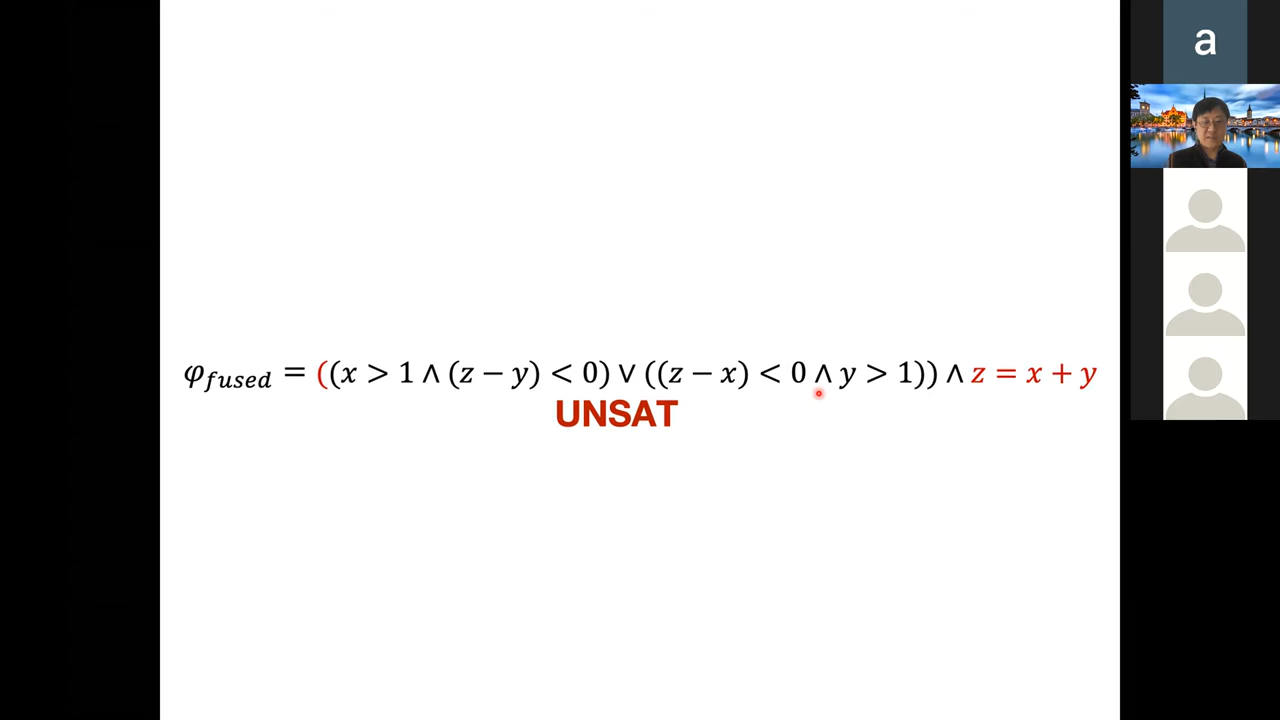 φ_fused = ((x > 1 ∧ (z − y) < 0) ∨ ((z − x) < 0 ∧ y > 1)) ∧ z = x + y
UNSAT
a